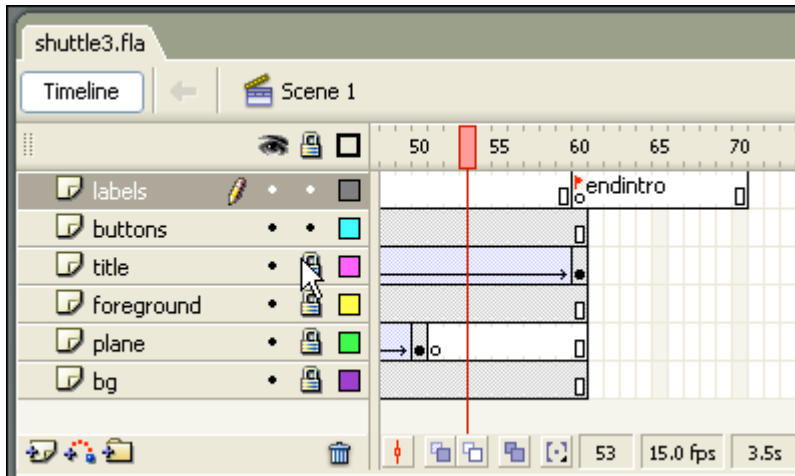 shuttle3.fla
Timeline
Scene 1
50 55 60 65 70
labels
endintro
buttons
title
foreground
plane
bg
53 15.0 fps 3.5s